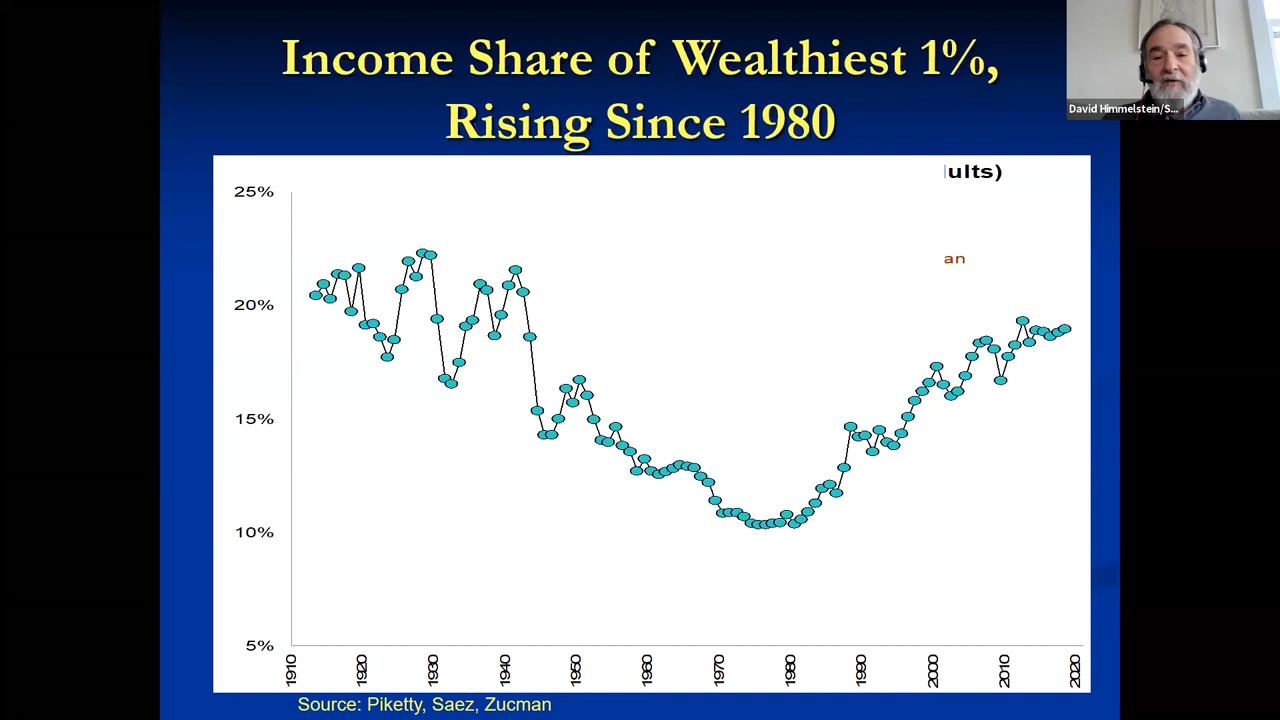 Income Share of Wealthiest 1%,
Rising Since 1980
David Himmelstein/S...
ults)
an
25%
20%
15%
10%
5%
1910
1920
1930
1940
1950
1960
1970
1980
1990
2000
2010
2020
Source: Piketty, Saez, Zucman